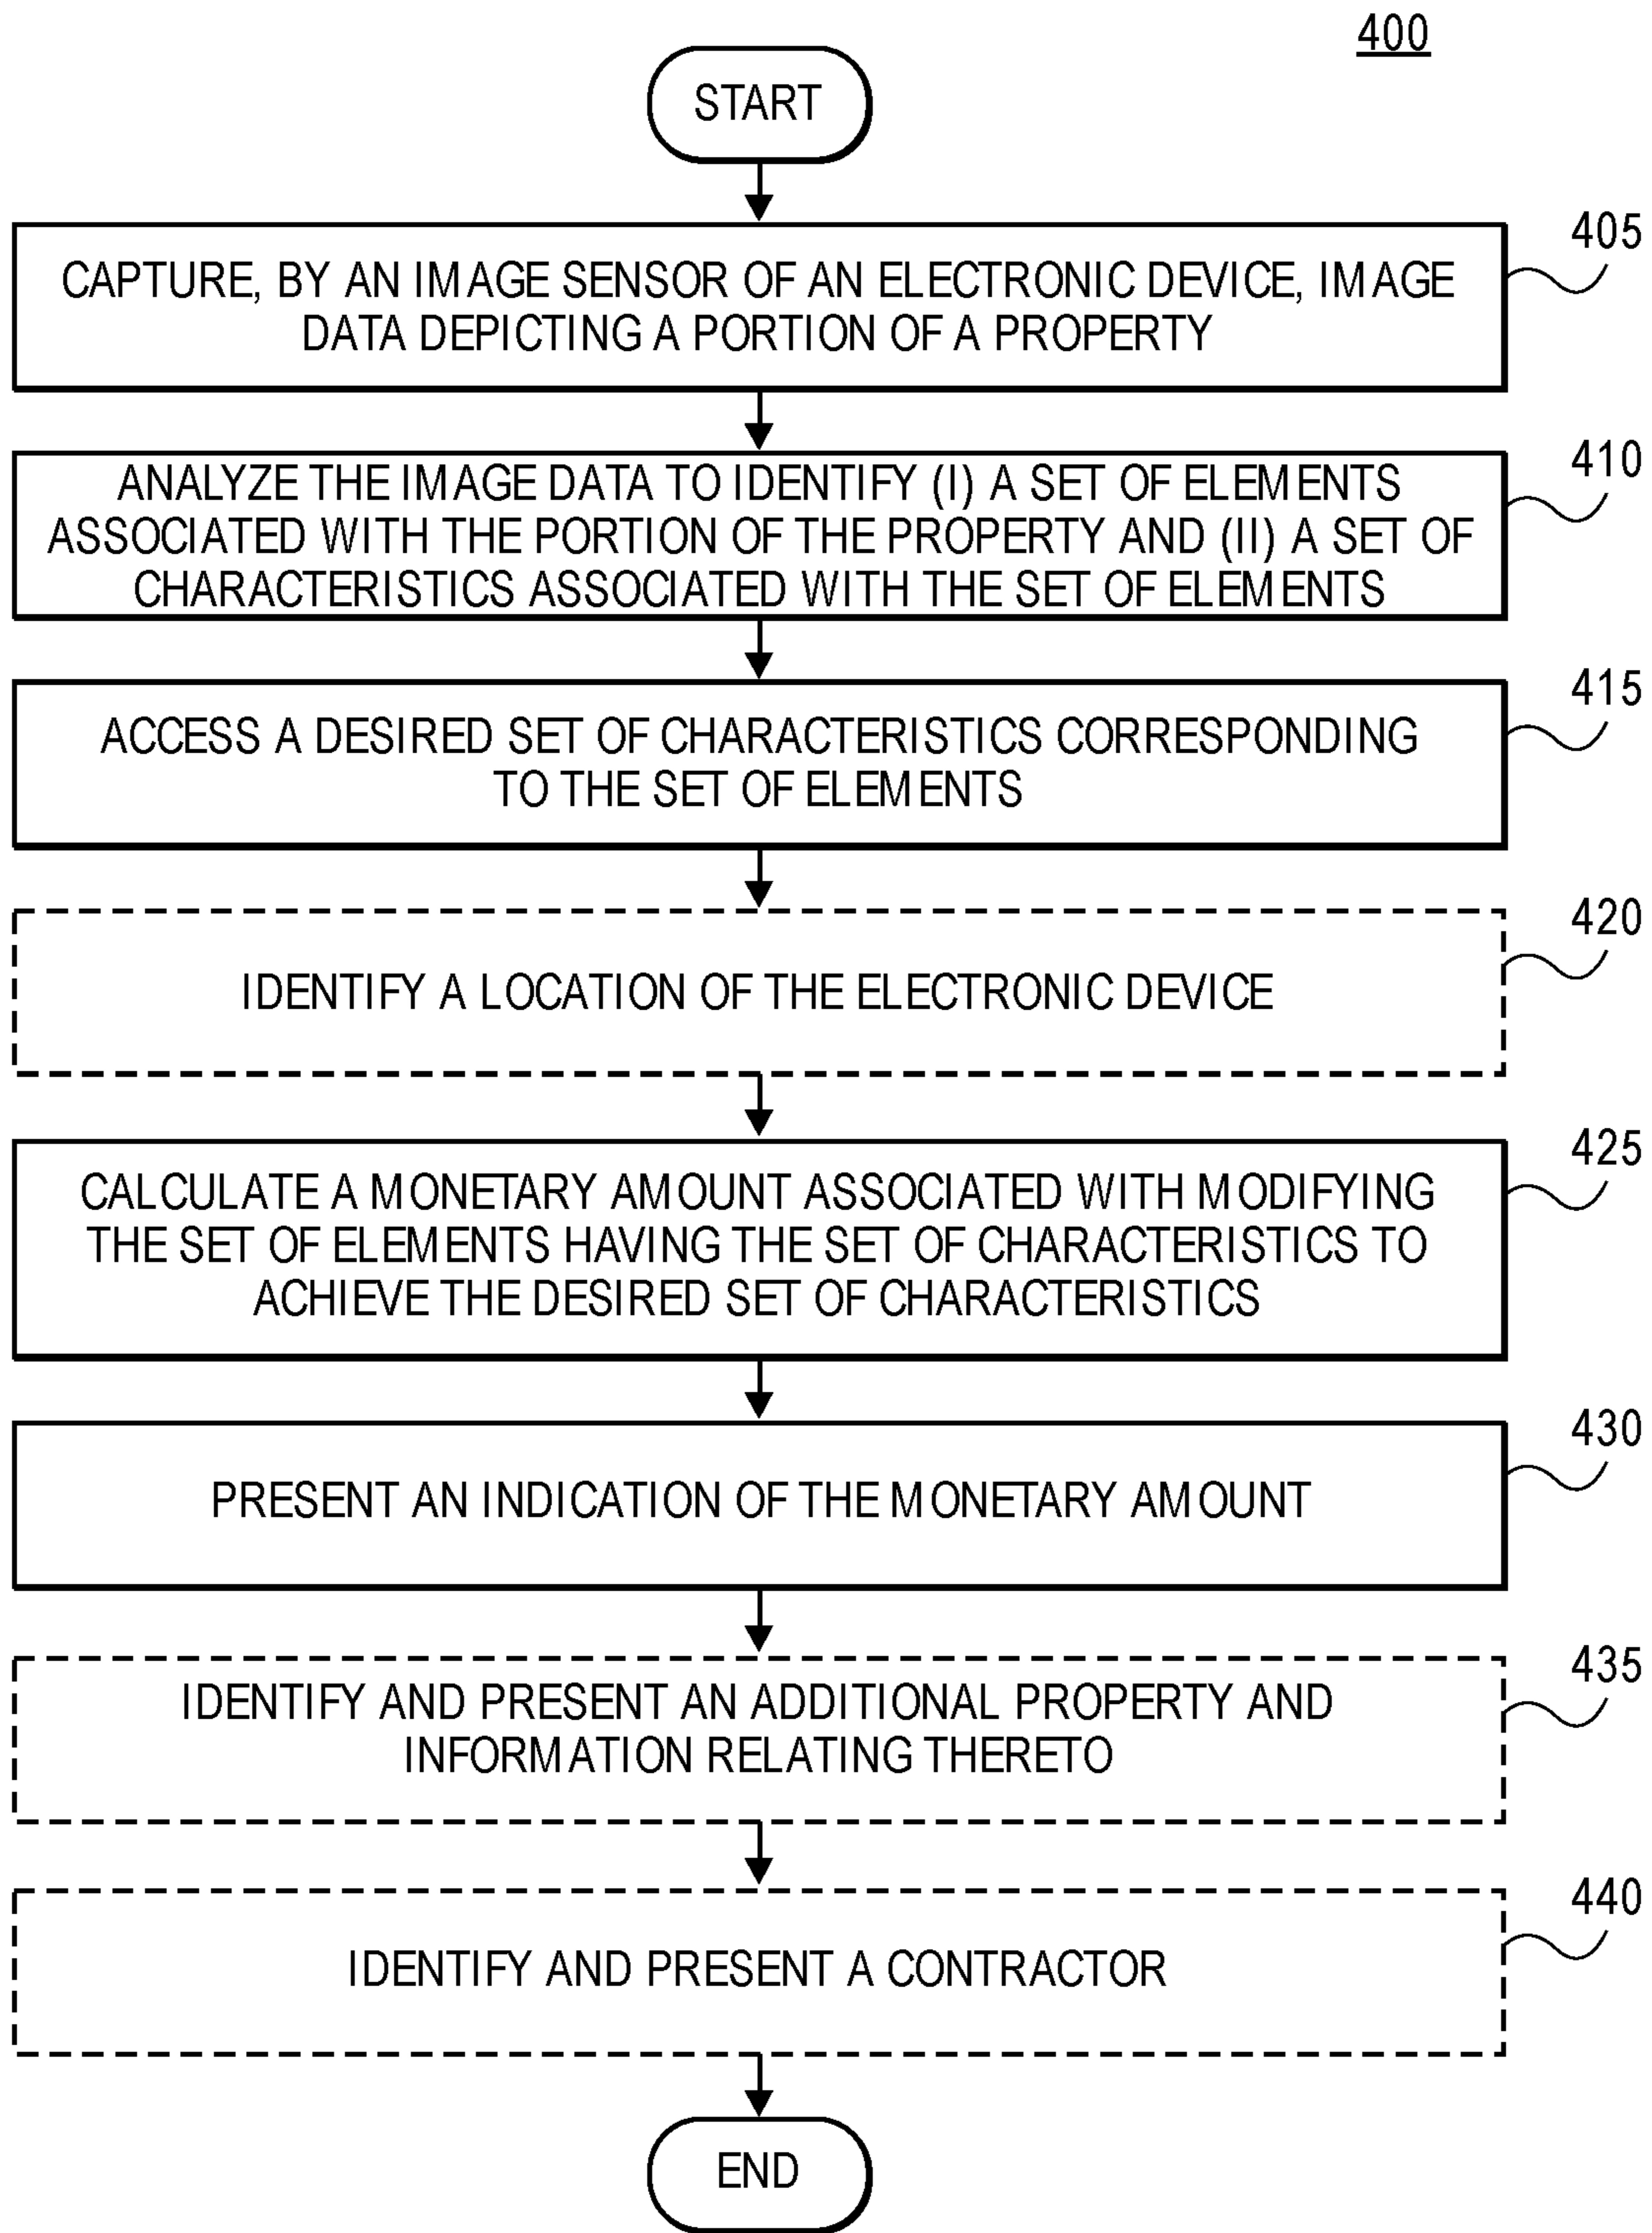 400
START
405
CAPTURE, BY AN IMAGE SENSOR OF AN ELECTRONIC DEVICE, IMAGE
DATA DEPICTING A PORTION OF A PROPERTY
410
ANALYZE THE IMAGE DATA TO IDENTIFY (I) A SET OF ELEMENTS
ASSOCIATED WITH THE PORTION OF THE PROPERTY AND (II) A SET OF
CHARACTERISTICS ASSOCIATED WITH THE SET OF ELEMENTS
415
ACCESS A DESIRED SET OF CHARACTERISTICS CORRESPONDING
TO THE SET OF ELEMENTS
420
IDENTIFY A LOCATION OF THE ELECTRONIC DEVICE
425
CALCULATE A MONETARY AMOUNT ASSOCIATED WITH MODIFYING
THE SET OF ELEMENTS HAVING THE SET OF CHARACTERISTICS TO
ACHIEVE THE DESIRED SET OF CHARACTERISTICS
430
PRESENT AN INDICATION OF THE MONETARY AMOUNT
435
IDENTIFY AND PRESENT AN ADDITIONAL PROPERTY AND
INFORMATION RELATING THERETO
440
IDENTIFY AND PRESENT A CONTRACTOR
END